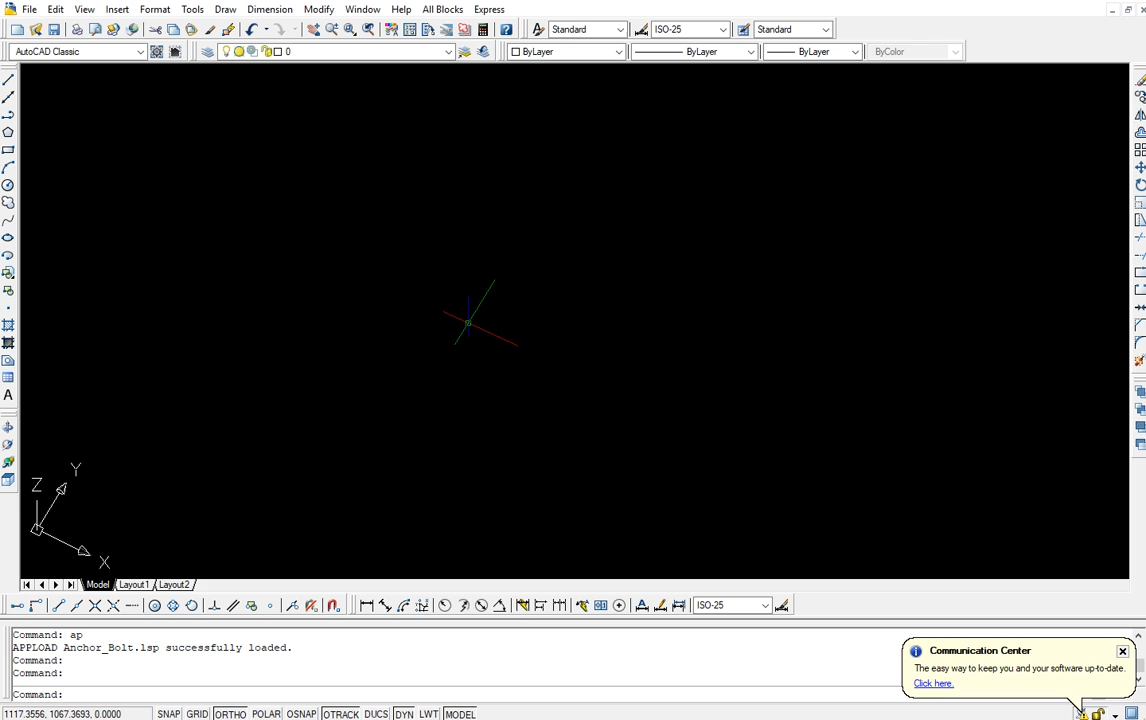 File Edit View Insert Format Tools Draw Dimension Modify Window Help All Blocks Express
Standard ISO-25 Standard
AutoCAD Classic 0 ByLayer ByLayer ByLayer ByColor
A
Y
Z
X
Model Layout1 Layout2
ISO-25
Command: ap
APPLOAD Anchor_Bolt.lsp successfully loaded.
Command:
Command:
Command:
Communication Center
The easy way to keep you and your software up-to-date.
Click here.
1117.3556, 1067.3693, 0.0000 SNAP GRID ORTHO POLAR OSNAP OTRACK DUCS DYN LWT MODEL